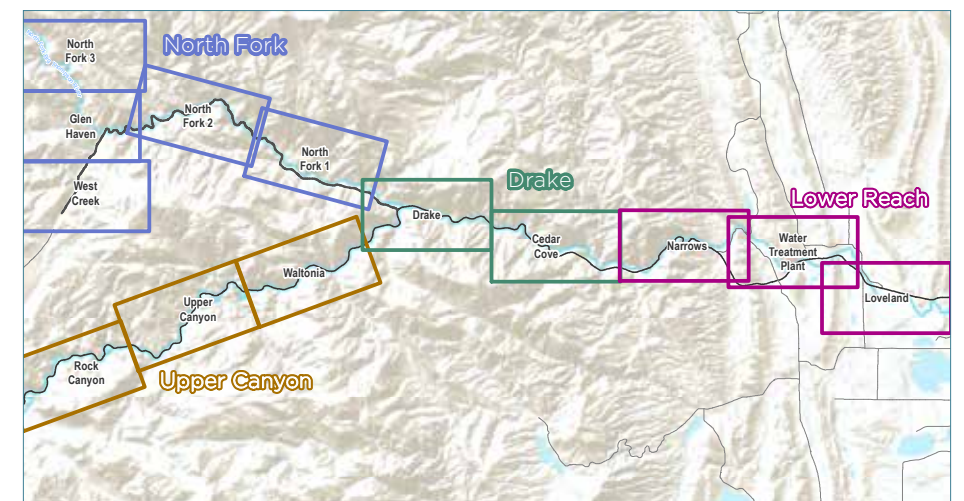 North
Fork 3
North Fork
Glen
Haven
North
Fork 2
North
Fork 1
West
Creek
Drake
Drake
Lower Reach
Cedar
Cove
Narrows
Water
Treatment
Plant
Loveland
Waltonia
Upper
Canyon
Rock
Canyon
Upper Canyon